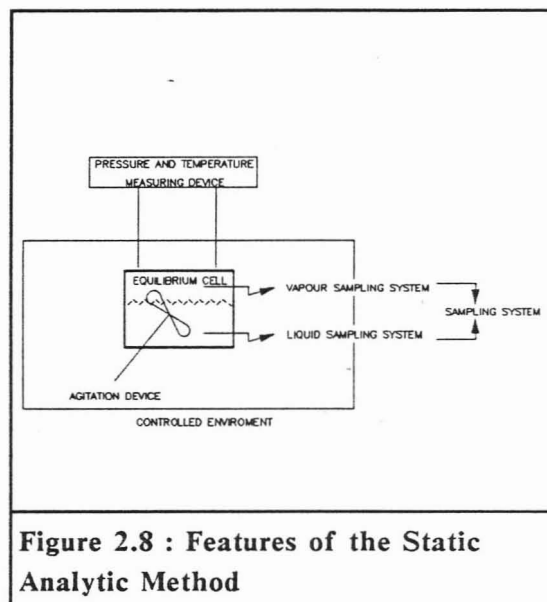 PRESSURE AND TEMPERATURE
MEASURING DEVICE
EQUILIBRIUM CELL
VAPOUR SAMPLING SYSTEM
SAMPLING SYSTEM
LIQUID SAMPLING SYSTEM
AGITATION DEVICE
CONTROLLED ENVIROMENT
Figure 2.8 : Features of the Static
Analytic Method